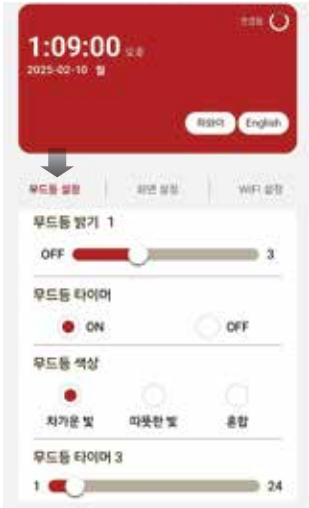 연결됨
1:09:00 오후
2025-02-10 월
하와이 English
무드등 설정 화면 설정 WIFI 설정
무드등 밝기 1
OFF 3
무드등 타이머
ON OFF
무드등 색상
차가운 빛 따뜻한 빛 혼합
무드등 타이머 3
1 24